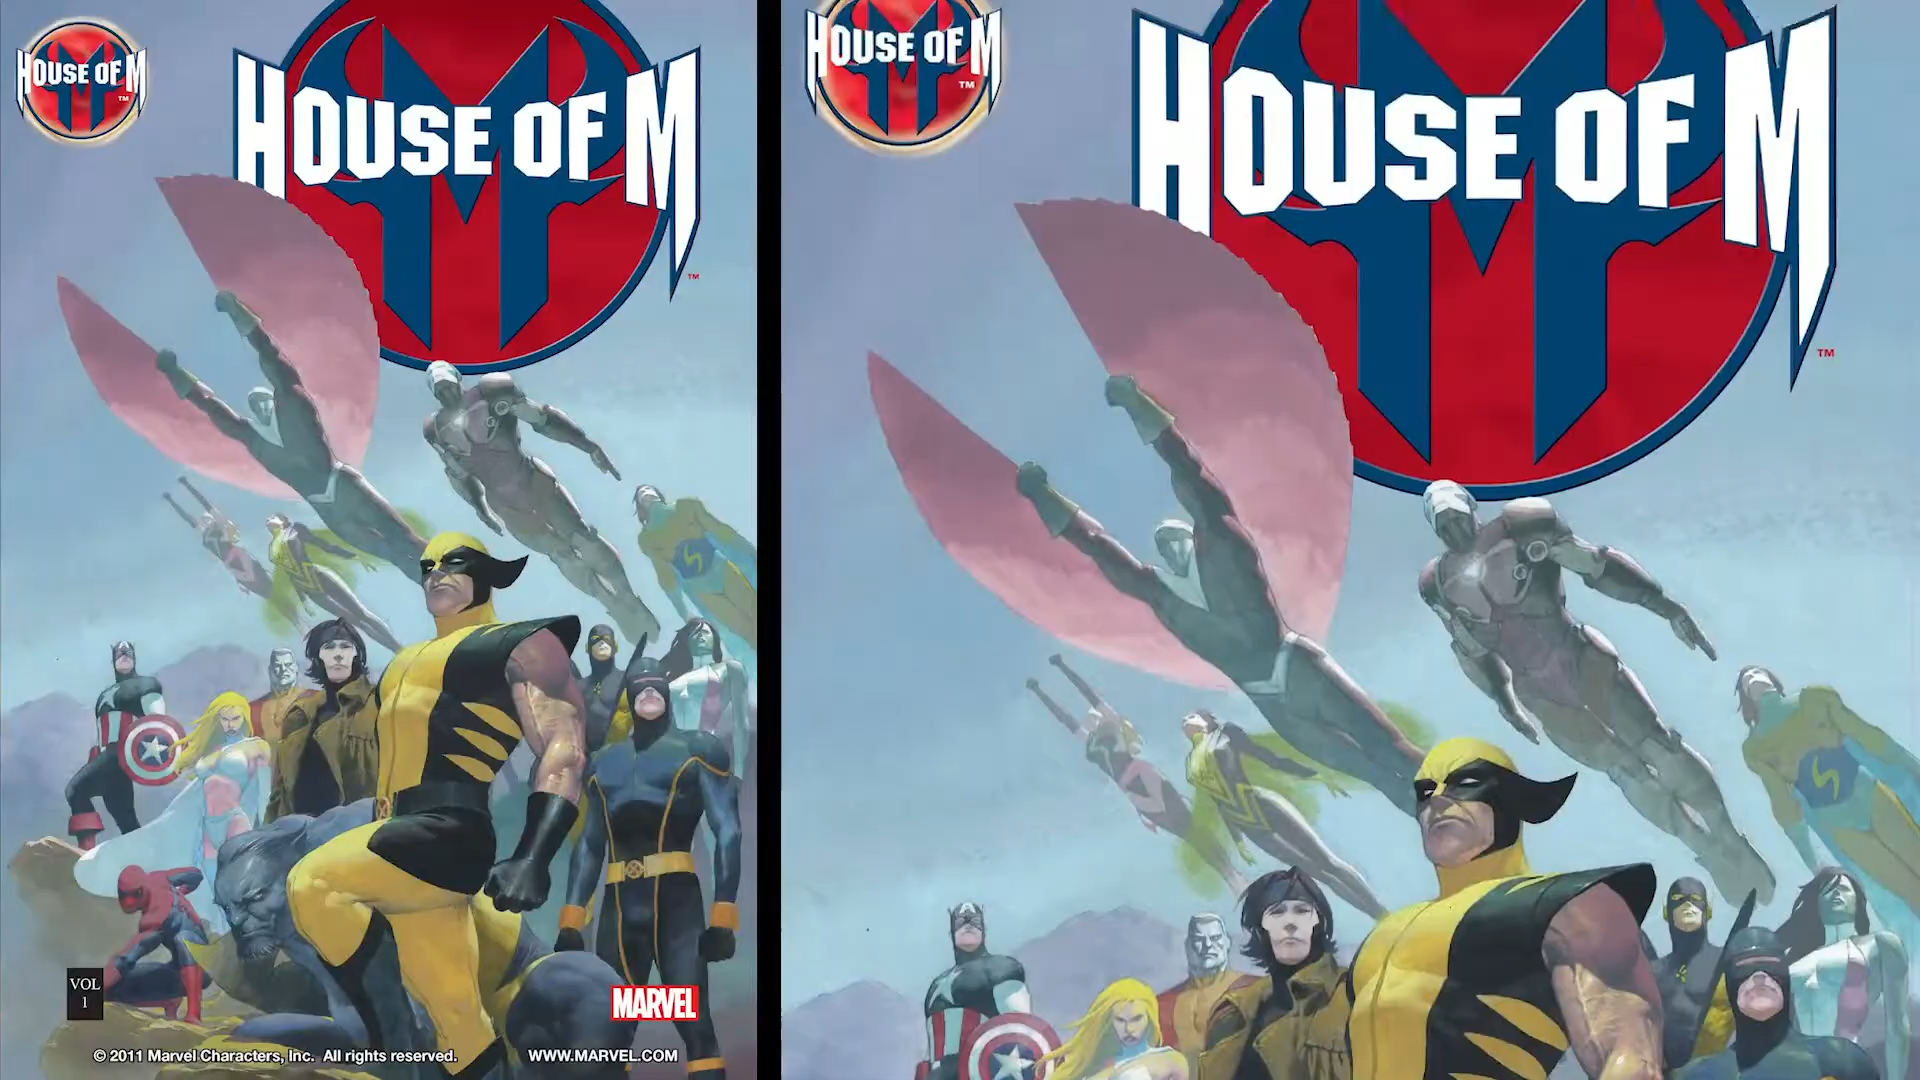 HOUSE OF M
TM
HOUSE OF M
TM
VOL
1
MARVEL
© 2011 Marvel Characters, Inc. All rights reserved.
WWW.MARVEL.COM
HOUSE OF M
TM
HOUSE OF M
TM